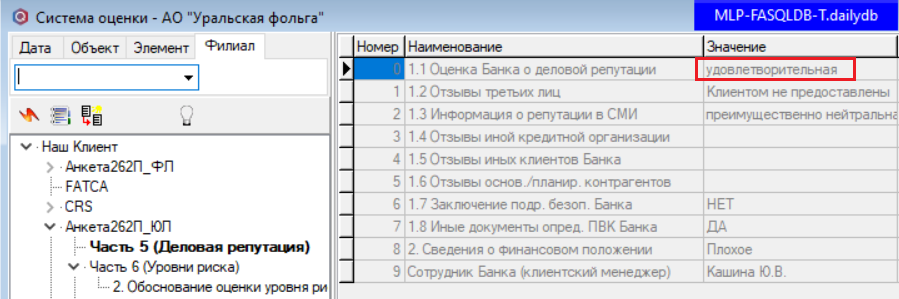 Система оценки - АО "Уральская фольга"
MLP-FASQLDB-T.dailydb
Дата Объект Элемент Филиал
Наш Клиент
Анкета262П_ФЛ
FATCA
CRS
Анкета262П_ЮЛ
Часть 5 (Деловая репутация)
Часть 6 (Уровни риска)
2. Обоснование оценки уровня ри
Номер Наименование Значение
0 1.1 Оценка Банка о деловой репутации удовлетворительная
1 1.2 Отзывы третьих лиц Клиентом не предоставлены
2 1.3 Информация о репутации в СМИ преимущественно нейтральна
3 1.4 Отзывы иной кредитной организации
4 1.5 Отзывы иных клиентов Банка
5 1.6 Отзывы основ./планир. контрагентов
6 1.7 Заключение подр. безоп. Банка НЕТ
7 1.8 Иные документы опред. ПВК Банка ДА
8 2. Сведения о финансовом положении Плохое
9 Сотрудник Банка (клиентский менеджер) Кашина Ю.В.